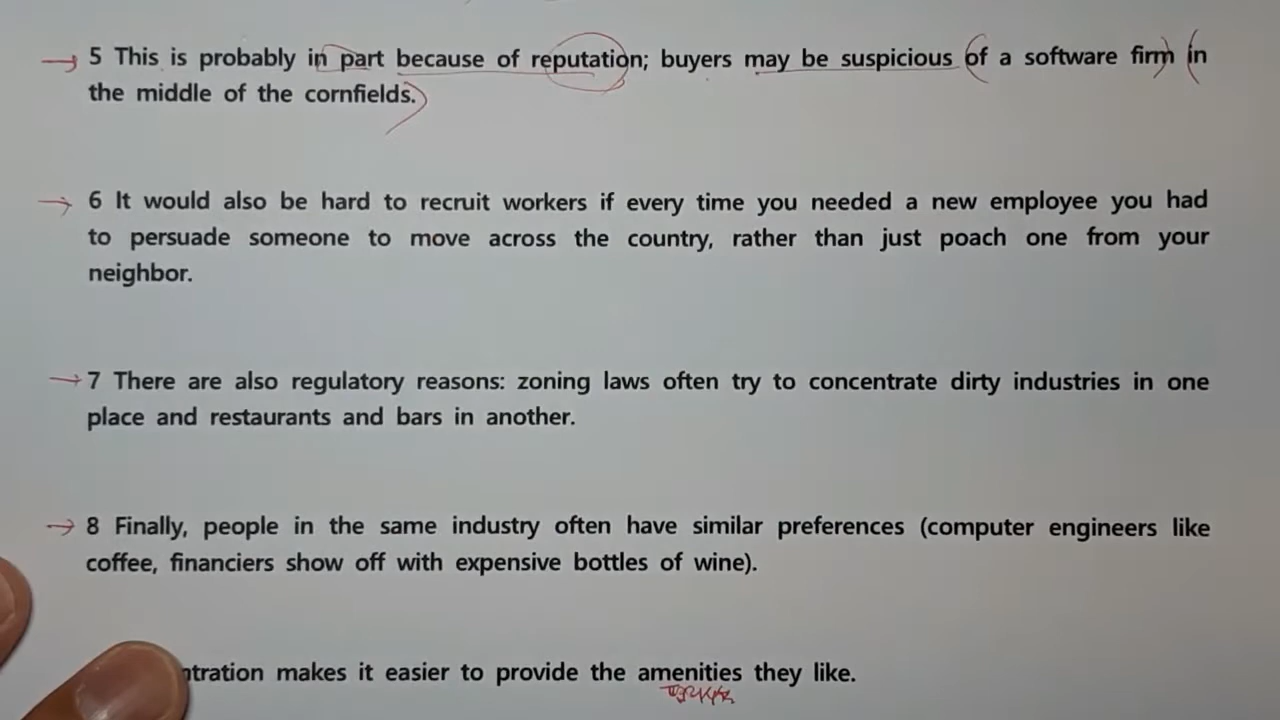 5 This is probably in part because of reputation; buyers may be suspicious of a software firm in
the middle of the cornfields.
6 It would also be hard to recruit workers if every time you needed a new employee you had
to persuade someone to move across the country, rather than just poach one from your
neighbor.
7 There are also regulatory reasons: zoning laws often try to concentrate dirty industries in one
place and restaurants and bars in another.
8 Finally, people in the same industry often have similar preferences (computer engineers like
coffee, financiers show off with expensive bottles of wine).
makes it easier to provide the amenities they like.